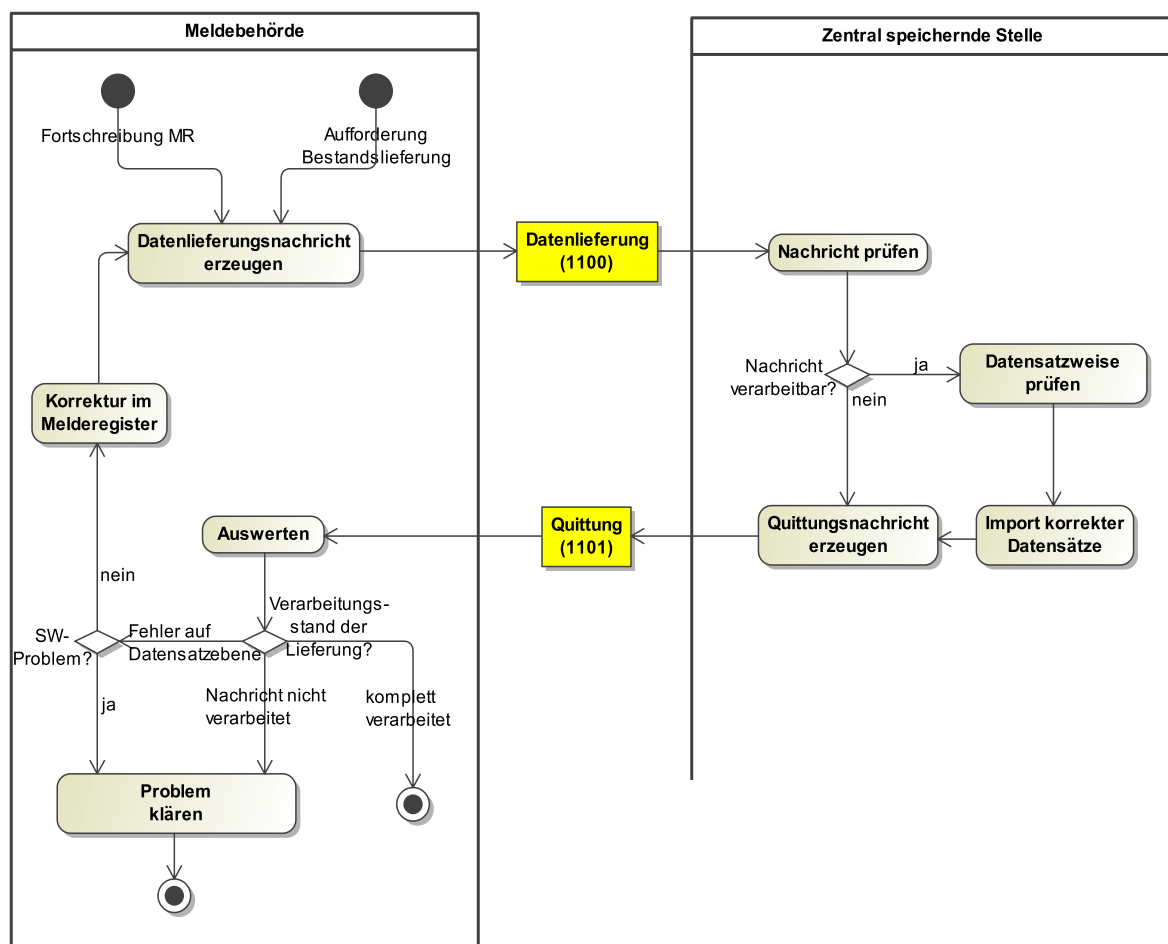 Meldebehörde
Zentral speichernde Stelle
Fortschreibung MR
Aufforderung
Bestandslieferung
Datenlieferungsnachricht
erzeugen
Datenlieferung
(1100)
Nachricht prüfen
Nachricht
verarbeitbar?
ja
nein
Datensatzweise
prüfen
Korrektur im
Melderegister
Auswerten
Quittung
(1101)
Quittungsnachricht
erzeugen
Import korrekter
Datensätze
nein
Verarbeitungs-
stand der
Lieferung?
Fehler auf
Datensatzebene
SW-
Problem?
ja
Nachricht nicht
verarbeitet
komplett
verarbeitet
Problem
klären